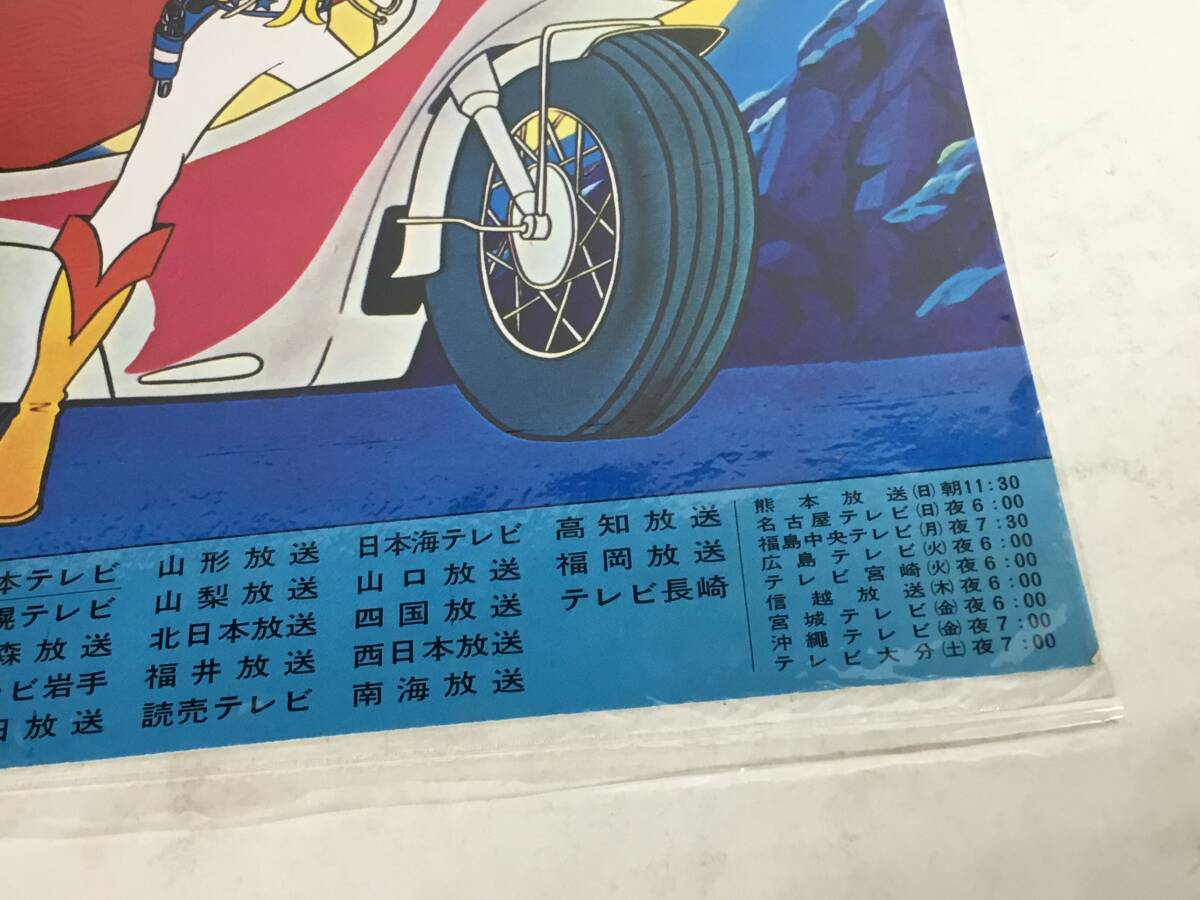 本テレビ
幌テレビ
森放送
レビ岩手
田放送
山形放送
山梨放送
北日本放送
福井放送
読売テレビ
日本海テレビ
山口放送
四国放送
西日本放送
南海放送
高知放送
福岡放送
テレビ長崎
熊本放送(日)朝11:30
名古屋テレビ(日)夜6:00
福島中央テレビ(月)夜7:30
広島テレビ(火)夜6:00
テレビ宮崎(火)夜6:00
信越放送(木)夜6:00
宮城テレビ(金)夜6:00
沖縄テレビ(金)夜7:00
テレビ大分(土)夜7:00